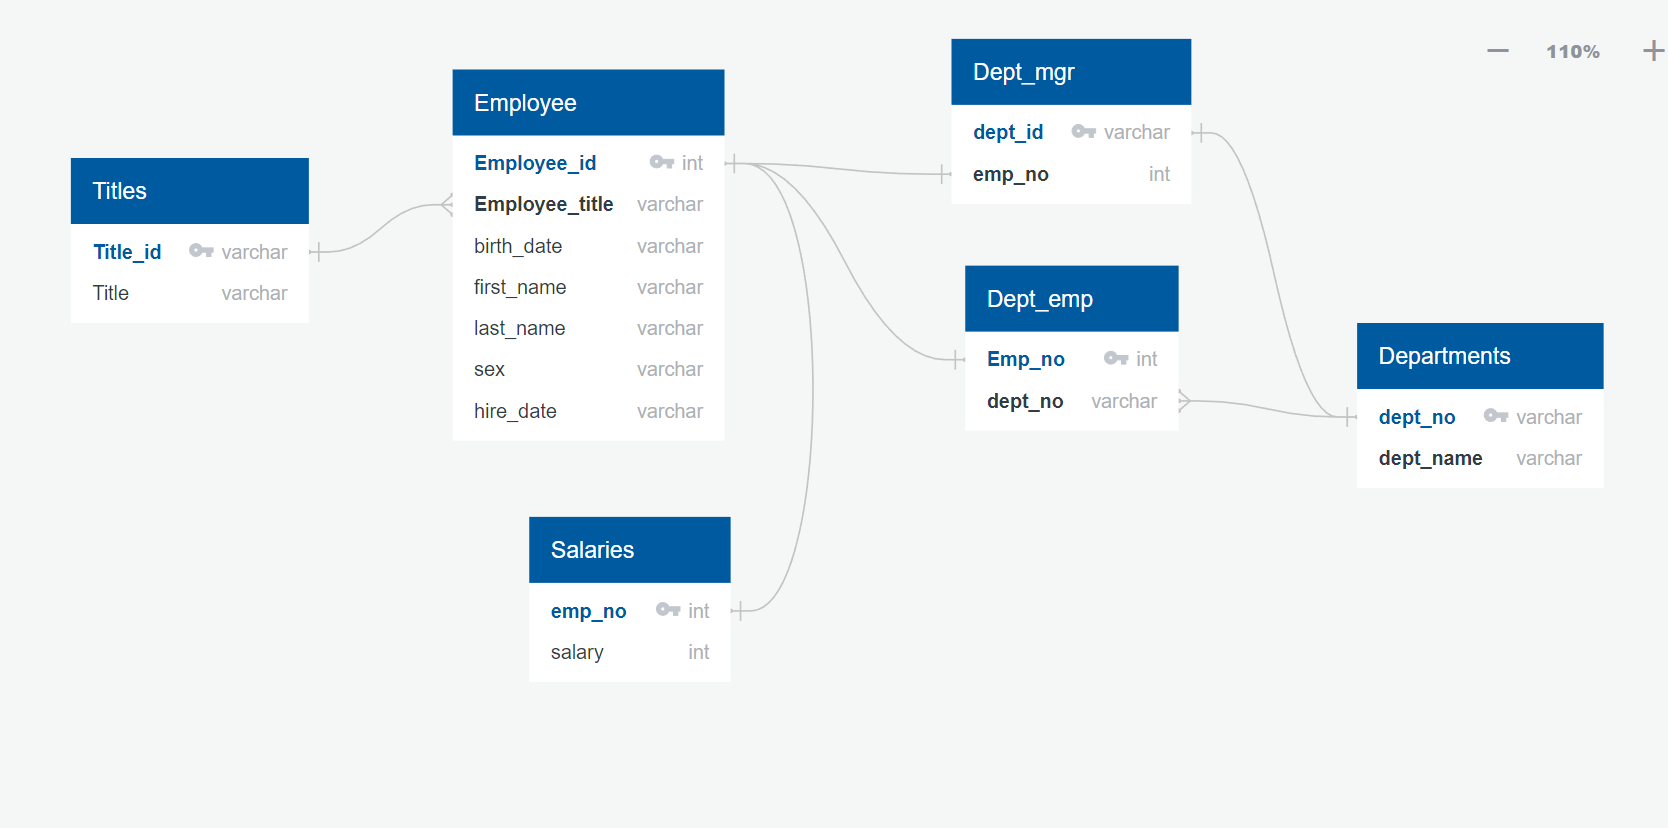 110%
Titles
Title_id varchar
Title varchar
Employee
Employee_id int
Employee_title varchar
birth_date varchar
first_name varchar
last_name varchar
sex varchar
hire_date varchar
Salaries
emp_no int
salary int
Dept_mgr
dept_id varchar
emp_no int
Dept_emp
Emp_no int
dept_no varchar
Departments
dept_no varchar
dept_name varchar